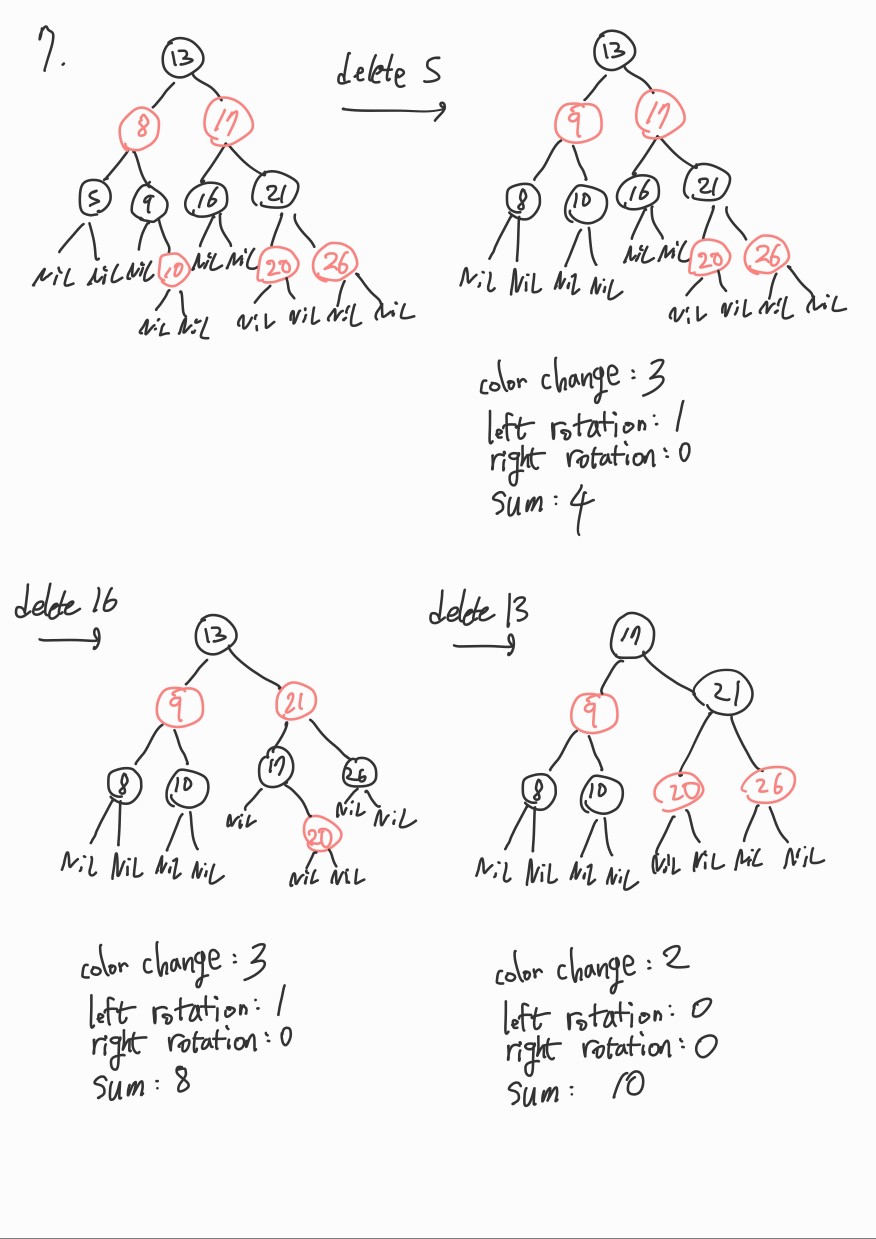 7.
13
delete 5
13
8 17
9 17
5 9 16 21
8 10 16 21
NiL NiL NiL 10 NiL NiL 20 26
NiL NiL NiL NiL NiL NiL 20 26
NiL NiL NiL NiL NiL NiL
NiL NiL NiL NiL
color change : 3
left rotation : 1
right rotation : 0
sum : 4
delete 16
13
delete 13
17
9 21
9 21
8 10 17 26
8 10 20 26
NiL NiL NiL NiL NiL 20 NiL NiL
NiL NiL
NiL NiL NiL NiL NiL NiL NiL NiL
color change : 3
left rotation : 1
right rotation : 0
sum : 8
color change : 2
left rotation : 0
right rotation : 0
sum : 10